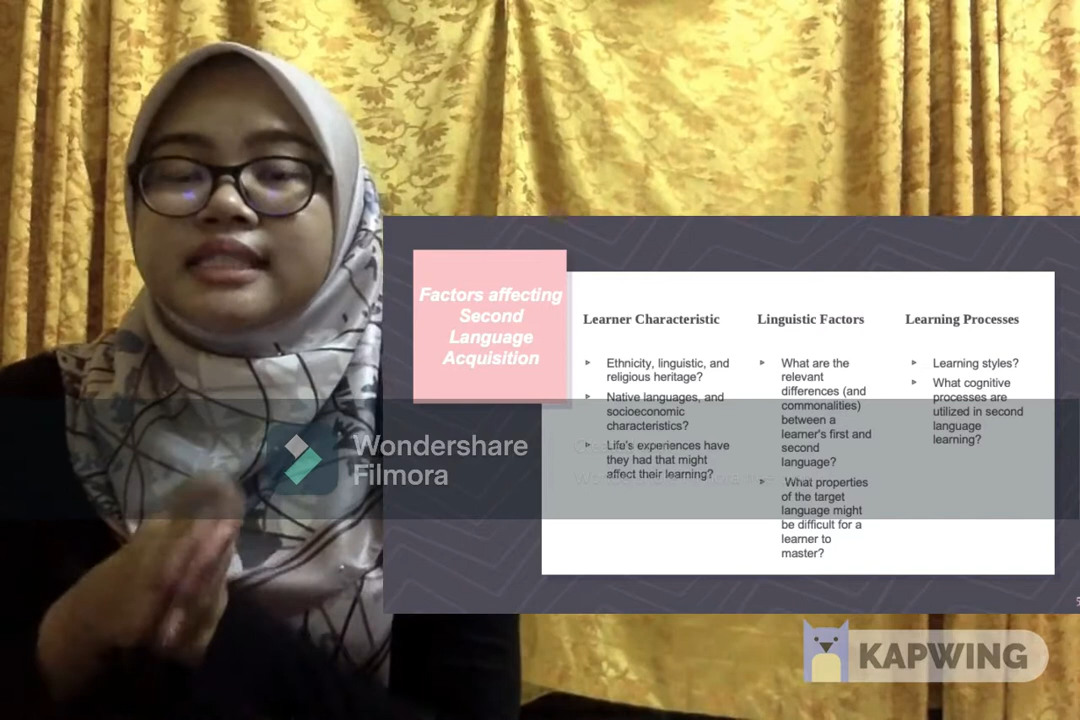 Factors affecting
Second
Language
Acquisition
Learner Characteristic
Ethnicity, linguistic, and
religious heritage?
Native languages, and
socioeconomic
characteristics?
Life's experiences have
they had that might
affect their learning?
Linguistic Factors
What are the
relevant
differences (and
commonalities)
between a
learner's first and
second
language?
What properties
of the target
language might
be difficult for a
learner to
master?
Learning Processes
Learning styles?
What cognitive
processes are
utilized in second
language
learning?
Wondershare
Filmora
KAPWING